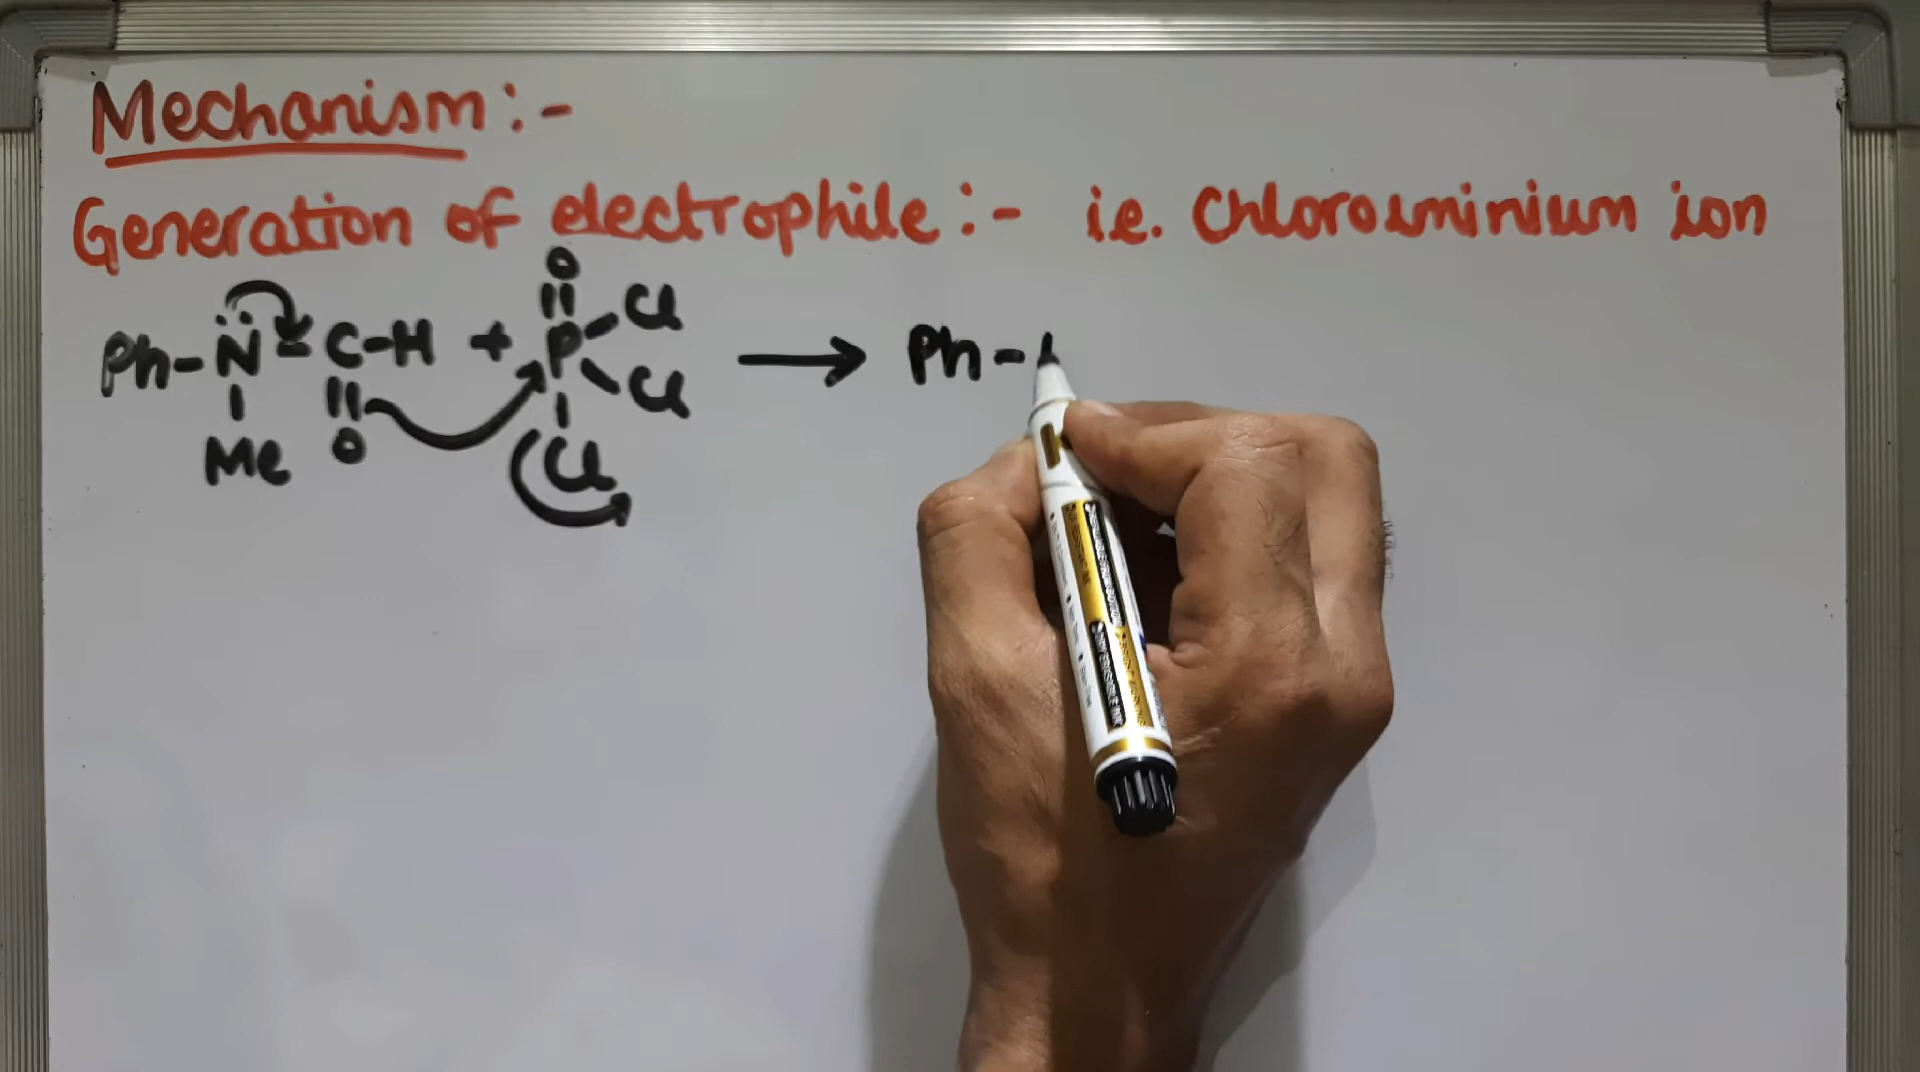 Mechanism:-
Generation of electrophile:- i.e. Chloroiminium ion
O
Cl
Ph-N-C-H + P → Ph-
Cl
Me O Cl